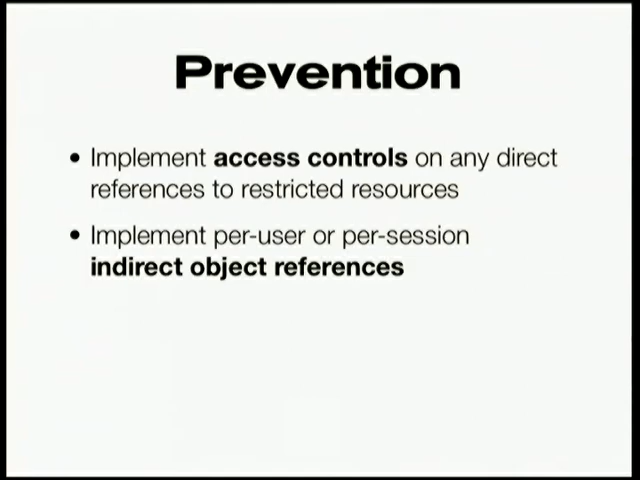 Prevention
• Implement access controls on any direct
references to restricted resources
• Implement per-user or per-session
indirect object references